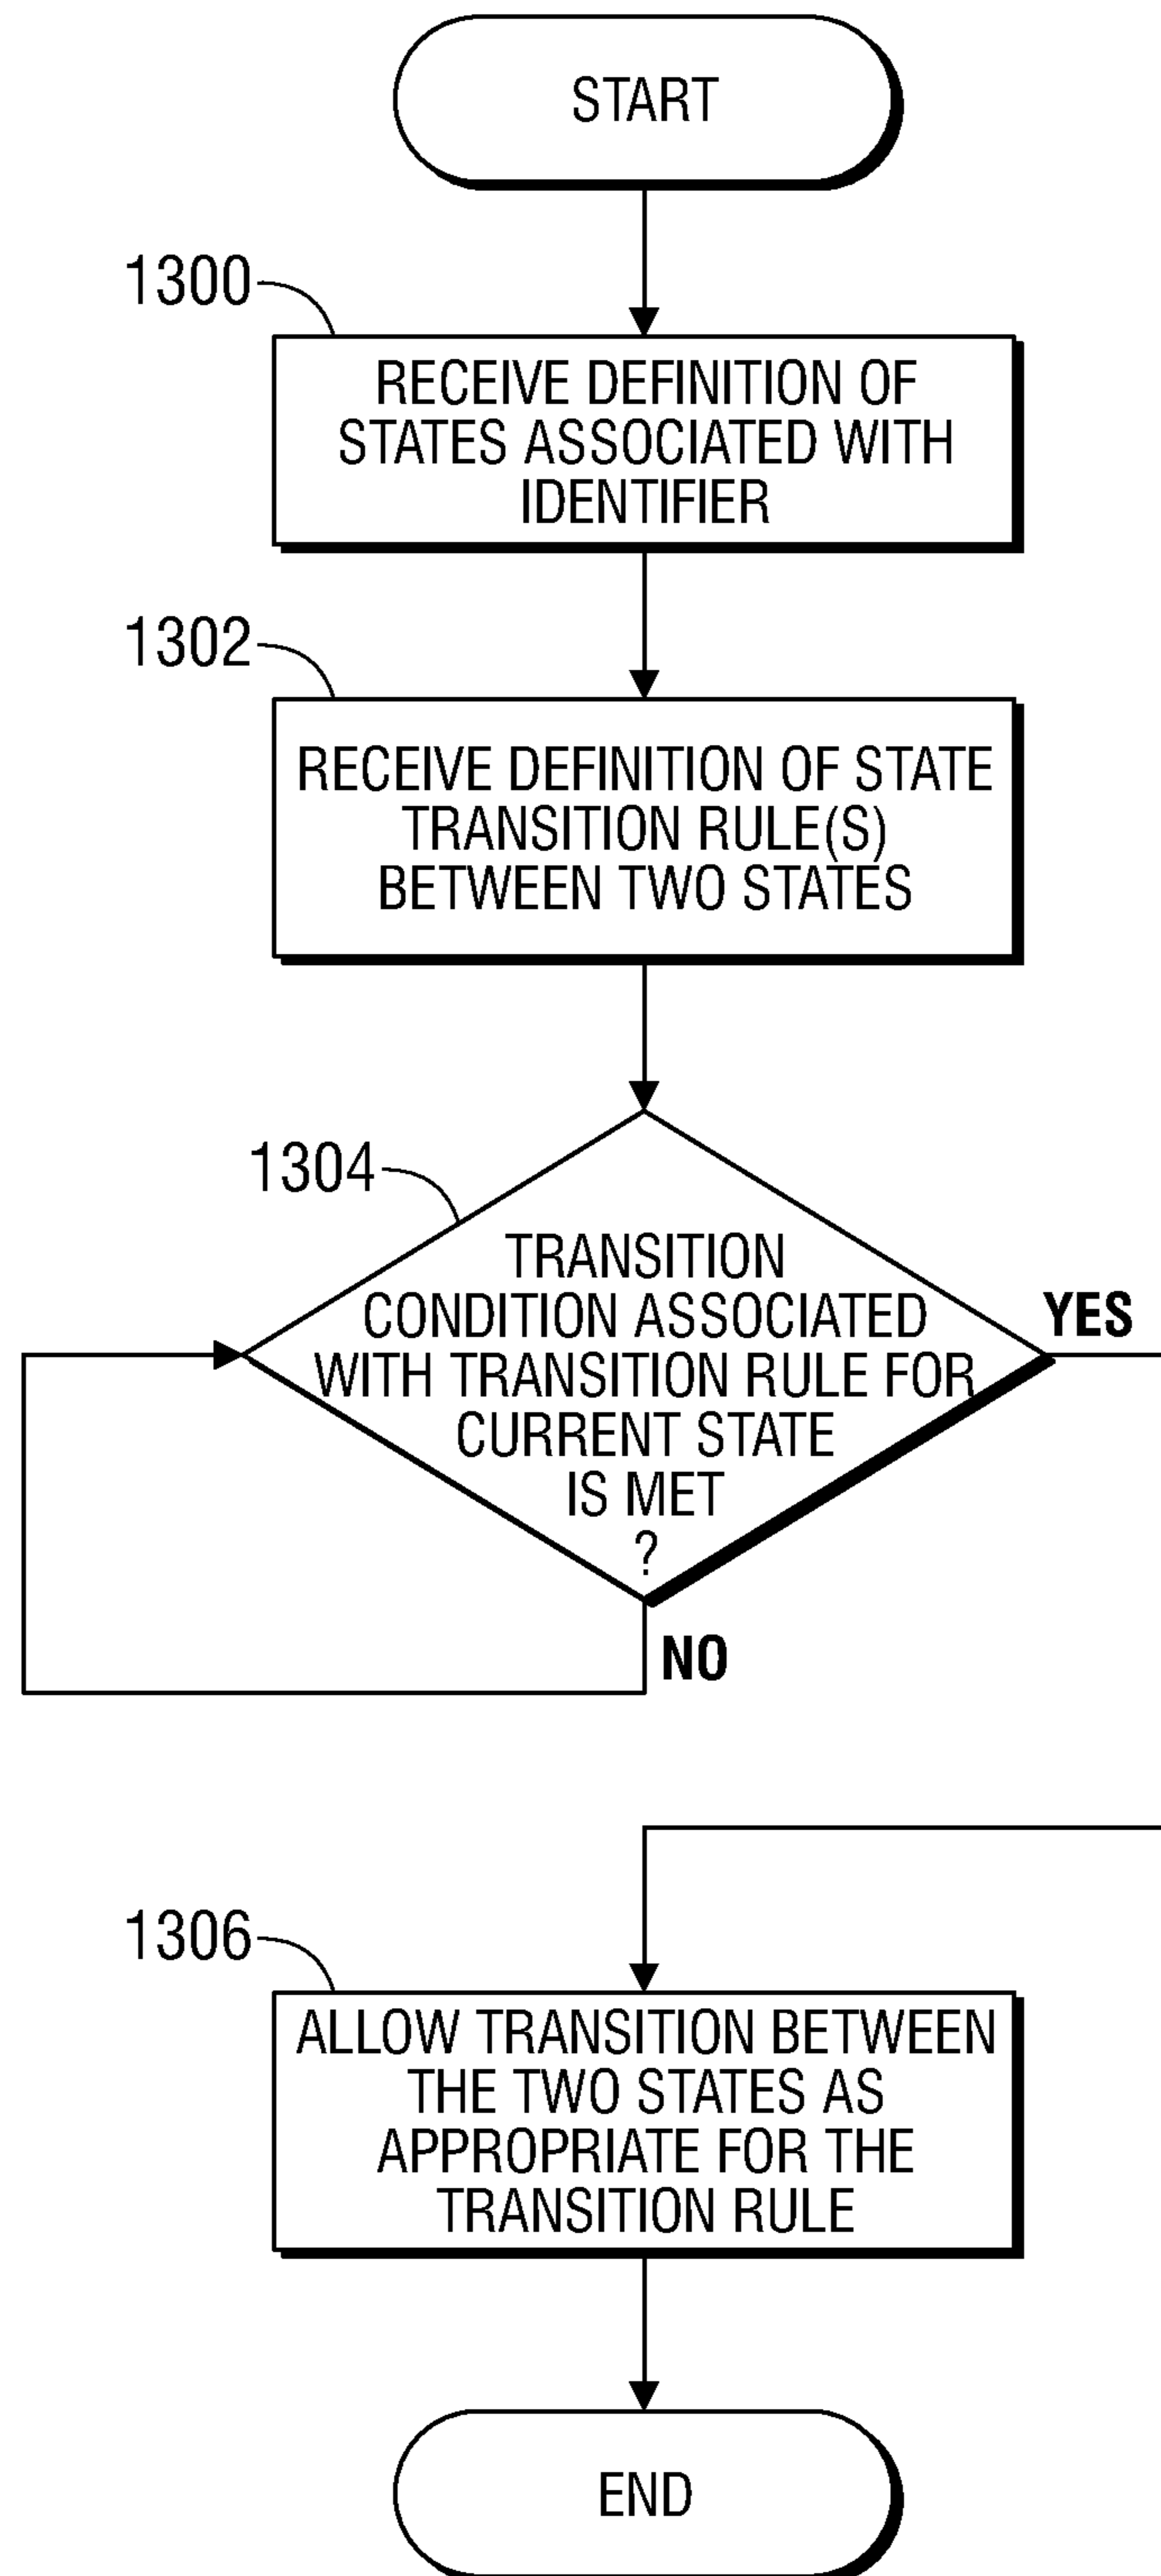 START
1300
RECEIVE DEFINITION OF
STATES ASSOCIATED WITH
IDENTIFIER
1302
RECEIVE DEFINITION OF STATE
TRANSITION RULE(S)
BETWEEN TWO STATES
1304
TRANSITION
CONDITION ASSOCIATED
WITH TRANSITION RULE FOR
CURRENT STATE
IS MET
?
YES
NO
1306
ALLOW TRANSITION BETWEEN
THE TWO STATES AS
APPROPRIATE FOR THE
TRANSITION RULE
END